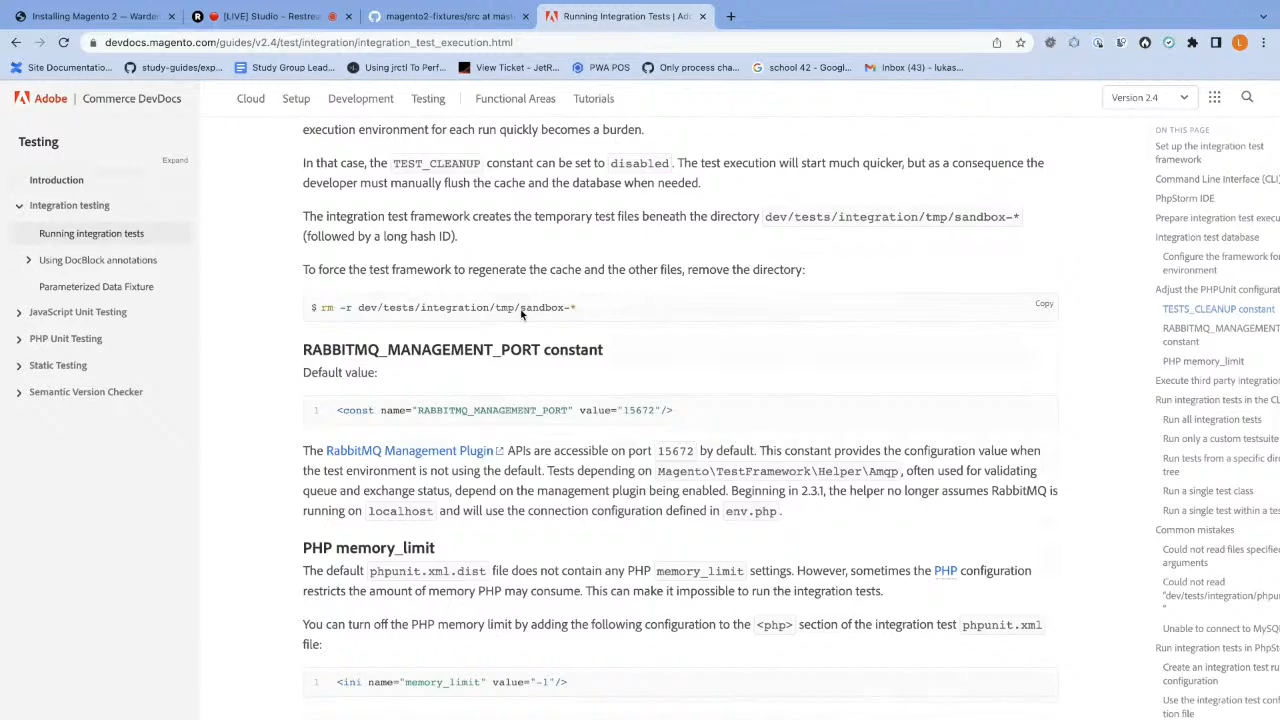 Installing Magento 2 — Warden
[LIVE] Studio – Restrea
magento2-fixtures/src at main
Running Integration Tests | Ado
devdocs.magento.com/guides/v2.4/test/integration/integration_test_execution.html
Site Documentatio...
study-guides/exp...
Study Group Lead...
Using jrctl To Perf...
View Ticket - JetR...
PWA POS
Only process cha...
school 42 - Googl...
Inbox (43) - lukas...
Adobe | Commerce DevDocs
Cloud
Setup
Development
Testing
Functional Areas
Tutorials
Version 2.4
Testing
Expand
Introduction
Integration testing
Running integration tests
Using DocBlock annotations
Parameterized Data Fixture
JavaScript Unit Testing
PHP Unit Testing
Static Testing
Semantic Version Checker
execution environment for each run quickly becomes a burden.
In that case, the TEST_CLEANUP constant can be set to disabled. The test execution will start much quicker, but as a consequence the
developer must manually flush the cache and the database when needed.
The integration test framework creates the temporary test files beneath the directory dev/tests/integration/tmp/sandbox-*
(followed by a long hash ID).
To force the test framework to regenerate the cache and the other files, remove the directory:
$ rm -r dev/tests/integration/tmp/sandbox-*
Copy
RABBITMQ_MANAGEMENT_PORT constant
Default value:
1 <const name="RABBITMQ_MANAGEMENT_PORT" value="15672"/>
The RabbitMQ Management Plugin APIs are accessible on port 15672 by default. This constant provides the configuration value when
the test environment is not using the default. Tests depending on Magento\TestFramework\Helper\Amqp, often used for validating
queue and exchange status, depend on the management plugin being enabled. Beginning in 2.3.1, the helper no longer assumes RabbitMQ is
running on localhost and will use the connection configuration defined in env.php.
PHP memory_limit
The default phpunit.xml.dist file does not contain any PHP memory_limit settings. However, sometimes the PHP configuration
restricts the amount of memory PHP may consume. This can make it impossible to run the integration tests.
You can turn off the PHP memory limit by adding the following configuration to the <php> section of the integration test phpunit.xml
file:
1 <ini name="memory_limit" value="-1"/>
ON THIS PAGE
Set up the integration test
framework
Command Line Interface (CLI)
PhpStorm IDE
Prepare integration test execu
Integration test database
Configure the framework for
environment
Adjust the PHPUnit configurat
TESTS_CLEANUP constant
RABBITMQ_MANAGEMENT
constant
PHP memory_limit
Execute third party integration
Run integration tests in the CL
Run all integration tests
Run only a custom testsuite
Run tests from a specific dire
tree
Run a single test class
Run a single test within a tes
Common mistakes
Could not read files specified
arguments
Could not read
"dev/tests/integration/phpu
"
Unable to connect to MySQ
Run integration tests in PhpSto
Create an integration test ru
configuration
Use the integration test conf
tion file